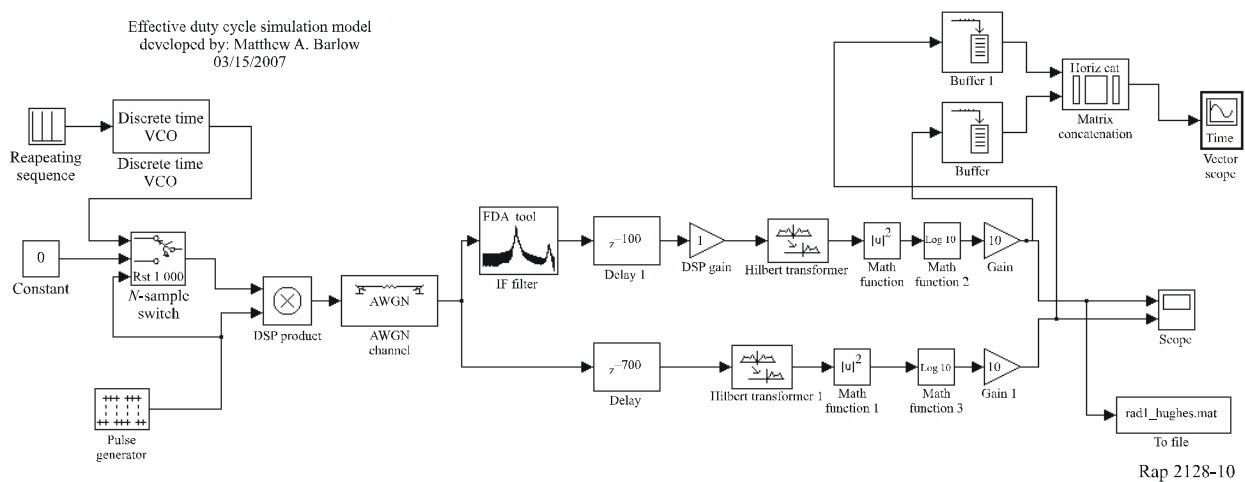 Effective duty cycle simulation model
developed by: Matthew A. Barlow
03/15/2007
Reapeating
sequence
Discrete time
VCO
Discrete time
VCO
0
Constant
Rst 1 000
N-sample
switch
Pulse
generator
DSP product
AWGN
AWGN
channel
FDA tool
IF filter
z–100
Delay 1
1
DSP gain
Hilbert transformer
|u|2
Math
function
Log 10
Math
function 2
10
Gain
z–700
Delay
Hilbert transformer 1
|u|2
Math
function 1
Log 10
Math
function 3
10
Gain 1
Buffer 1
Buffer
Horiz cat
Matrix
concatenation
Time
Vector
scope
Scope
rad1_hughes.mat
To file
Rap 2128-10